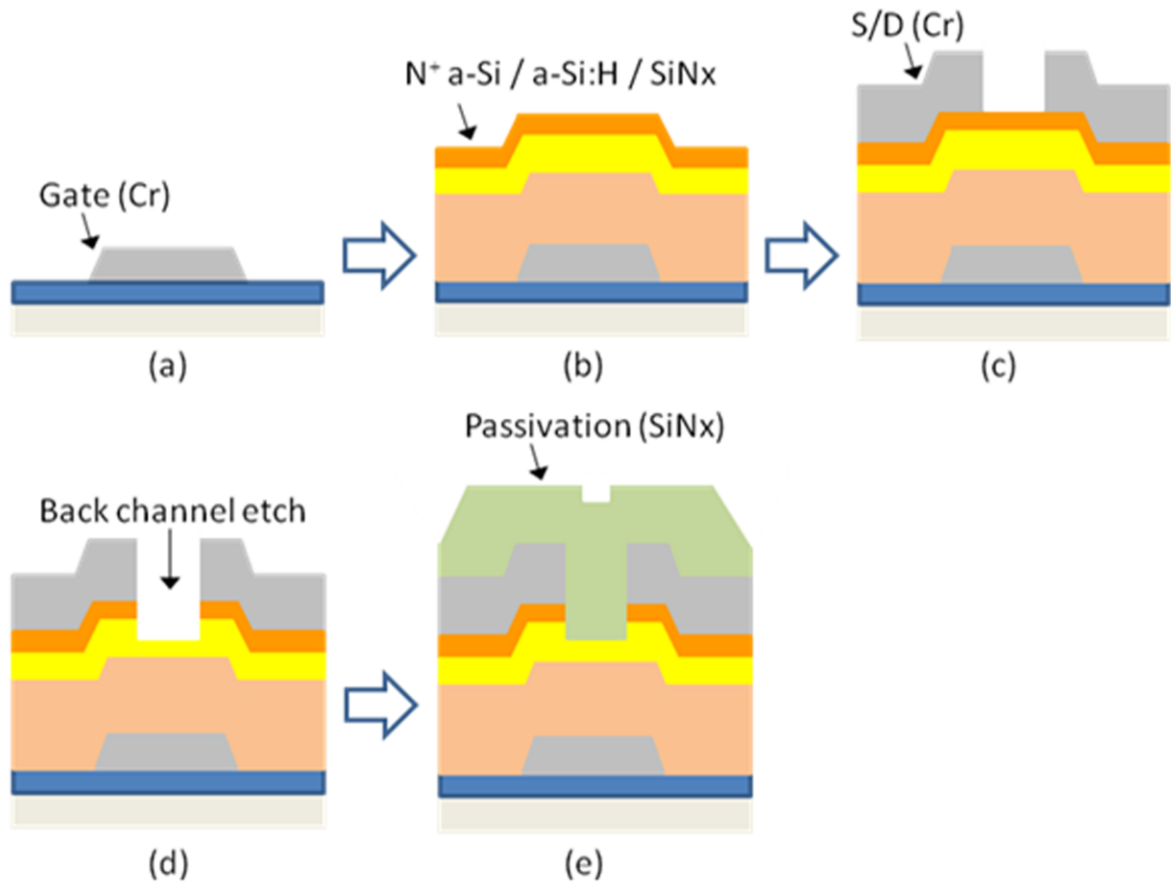 Gate (Cr)
N⁺ a-Si / a-Si:H / SiNx
S/D (Cr)
(a)
(b)
(c)
Back channel etch
Passivation (SiNx)
(d)
(e)